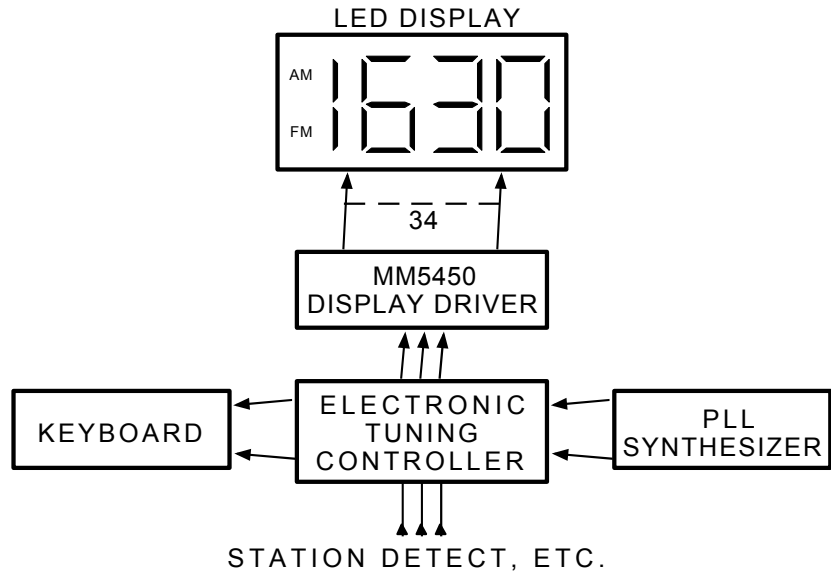 LED DISPLAY
AM
1630
FM
34
MM5450
DISPLAY DRIVER
KEYBOARD
ELECTRONIC
TUNING
CONTROLLER
PLL
SYNTHESIZER
STATION DETECT, ETC.